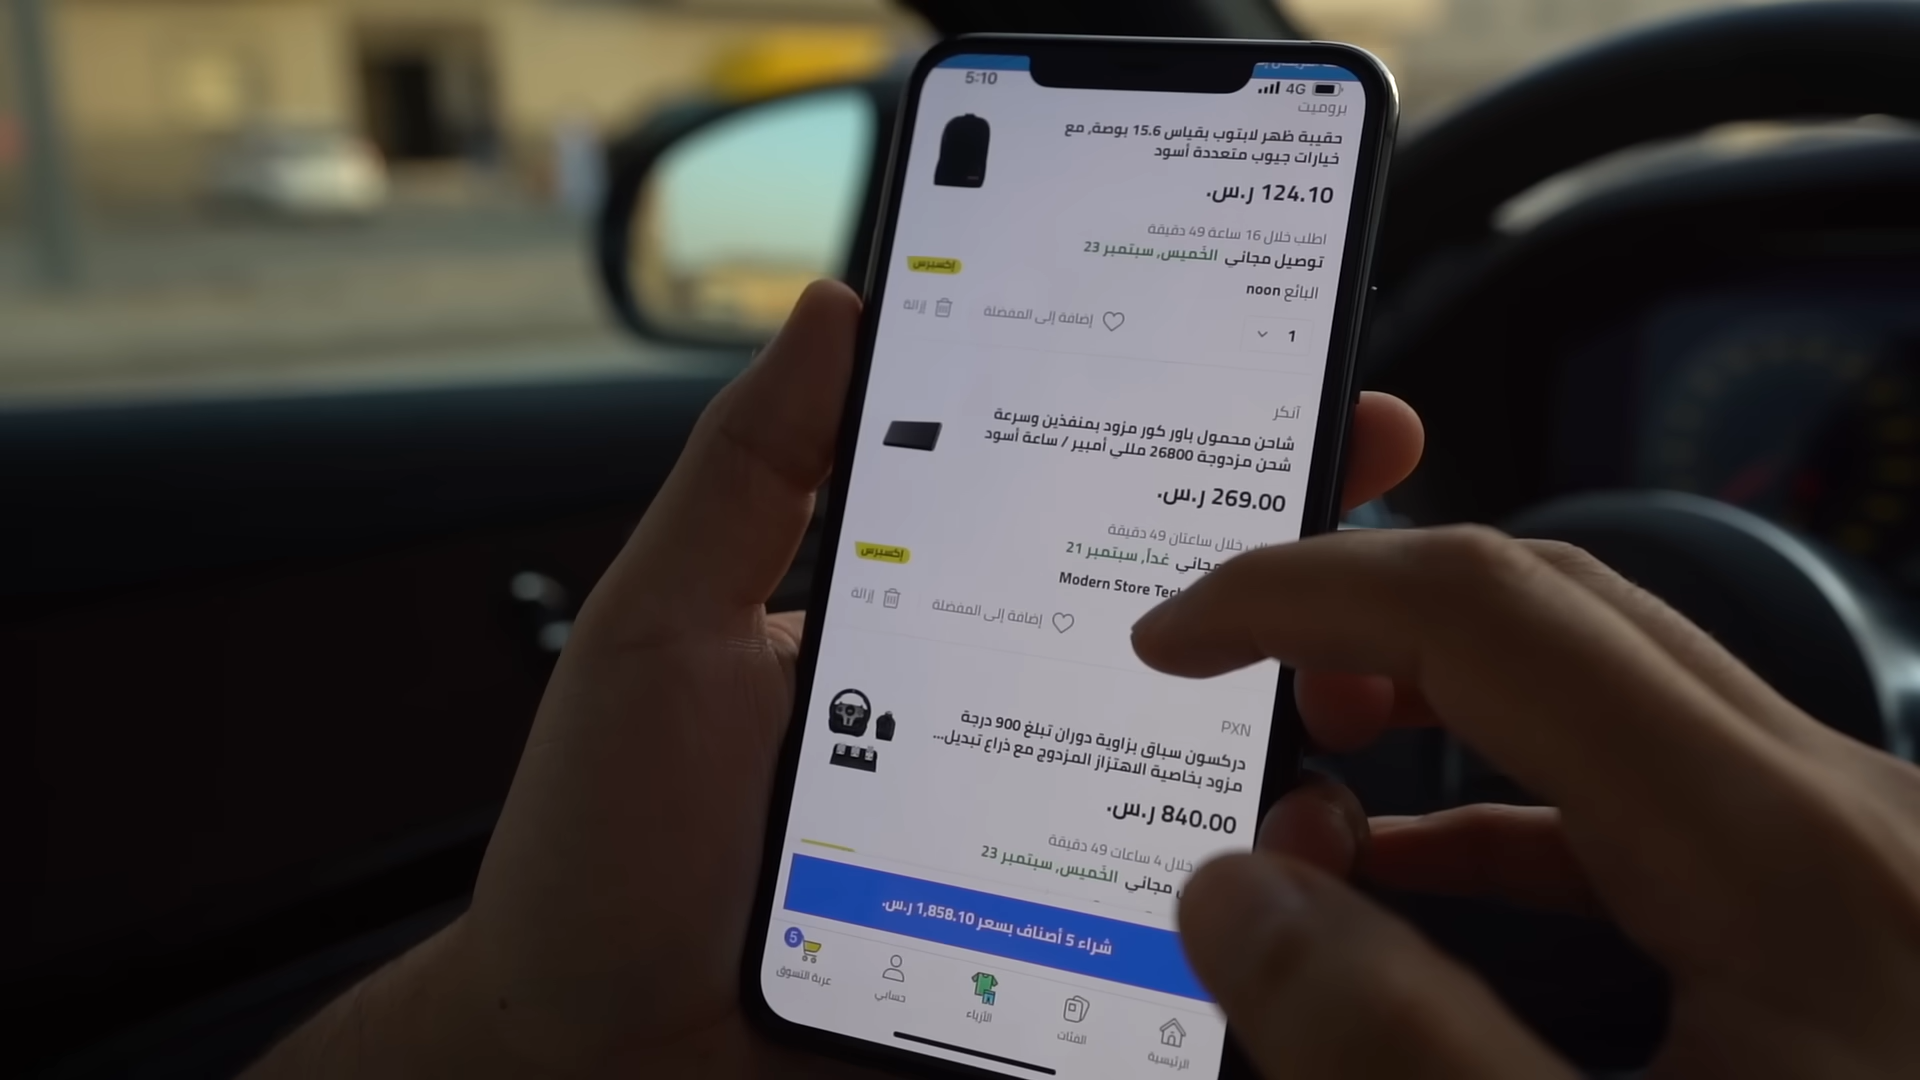 5:10
4G
بروميت
حقيبة ظهر لابتوب بقياس 15.6 بوصة, مع
خيارات جيوب متعددة أسود
124.10 ر.س.
اطلب خلال 16 ساعة 49 دقيقة
توصيل مجاني الخَميس, سبتمبر 23
إكسبرس
البائع noon
1
إضافة إلى المفضلة
إزالة
آنكر
شاحن محمول باور كور مزود بمنفذين وسرعة
شحن مزدوجة 26800 مللي أمبير / ساعة أسود
269.00 ر.س.
خلال ساعتان 49 دقيقة
غداً, سبتمبر 21
إكسبرس
Modern Store
إضافة إلى المفضلة
إزالة
PXN
دركسون سباق بزاوية دوران تبلغ 900 درجة
مزود بخاصية الاهتزاز المزدوج مع ذراع تبديل...
840.00 ر.س.
خلال 4 ساعات 49 دقيقة
مجاني الخَميس, سبتمبر 23
شراء 5 أصناف بسعر 1,858.10 ر.س.
الرئيسية
الفئات
الأزياء
حسابي
5
عربة التسوق